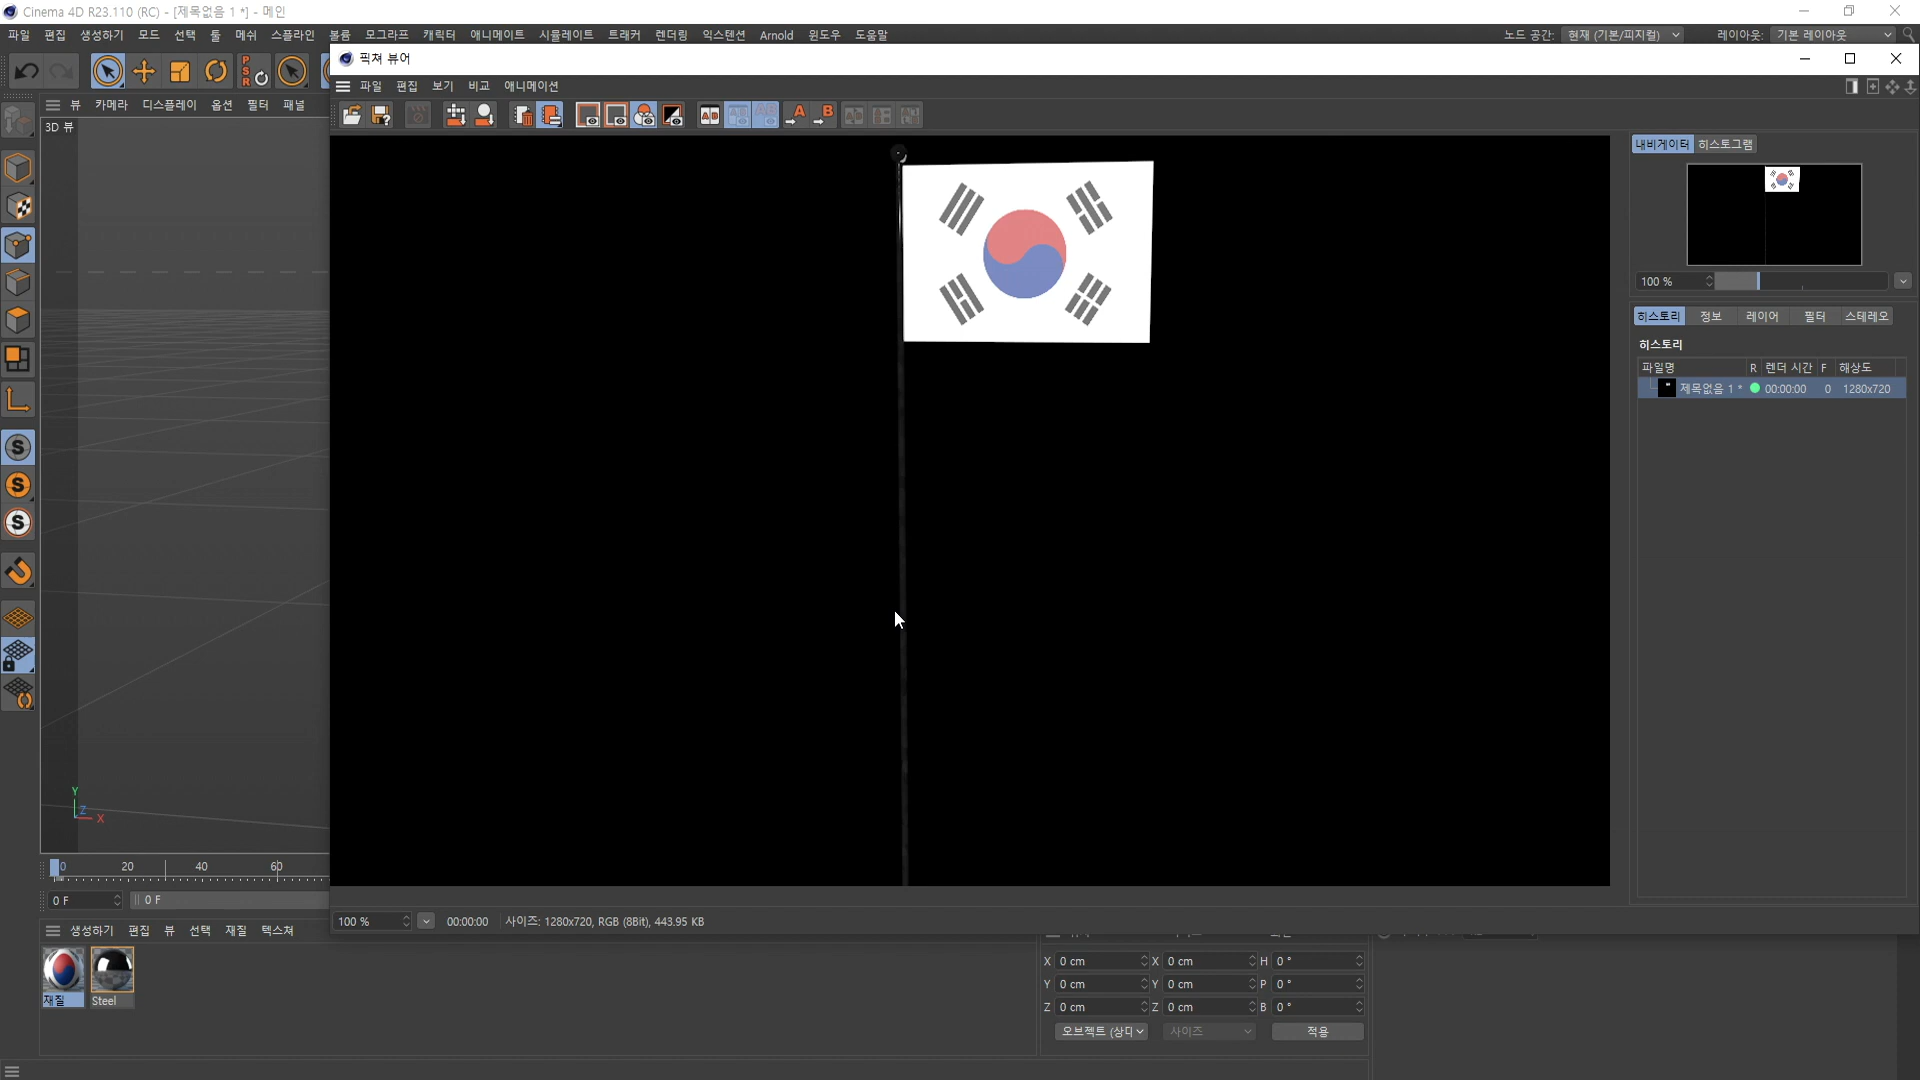 Cinema 4D R23.110 (RC) - [제목없음 1 *] - 메인
파일 편집 생성하기 모드 선택 툴 메쉬 스플라인 볼륨 모그라프 캐릭터 애니메이트 시뮬레이트 트래커 렌더링 익스텐션 Arnold 윈도우 도움말 노드 공간: 현재 (기본/피지컬) 레이아웃: 기본 레이아웃
픽쳐 뷰어
파일 편집 보기 비교 애니메이션
뷰 카메라 디스플레이 옵션 필터 패널
3D 뷰
P
S
R
S
S
S
AB
AB
AB
A
B
내비게이터 히스토그램
100 %
히스토리 정보 레이어 필터 스테레오
히스토리
파일명 R 렌더 시간 F 해상도
제목없음 1 * 00:00:00 0 1280x720
Y
Z
X
0 20 40 60
0 F 0 F
100 % 00:00:00 사이즈: 1280x720, RGB (8Bit), 443.95 KB
생성하기 편집 뷰 선택 재질 텍스쳐
재질 Steel
X 0 cm X 0 cm H 0 °
Y 0 cm Y 0 cm P 0 °
Z 0 cm Z 0 cm B 0 °
오브젝트 (상대 사이즈 적용